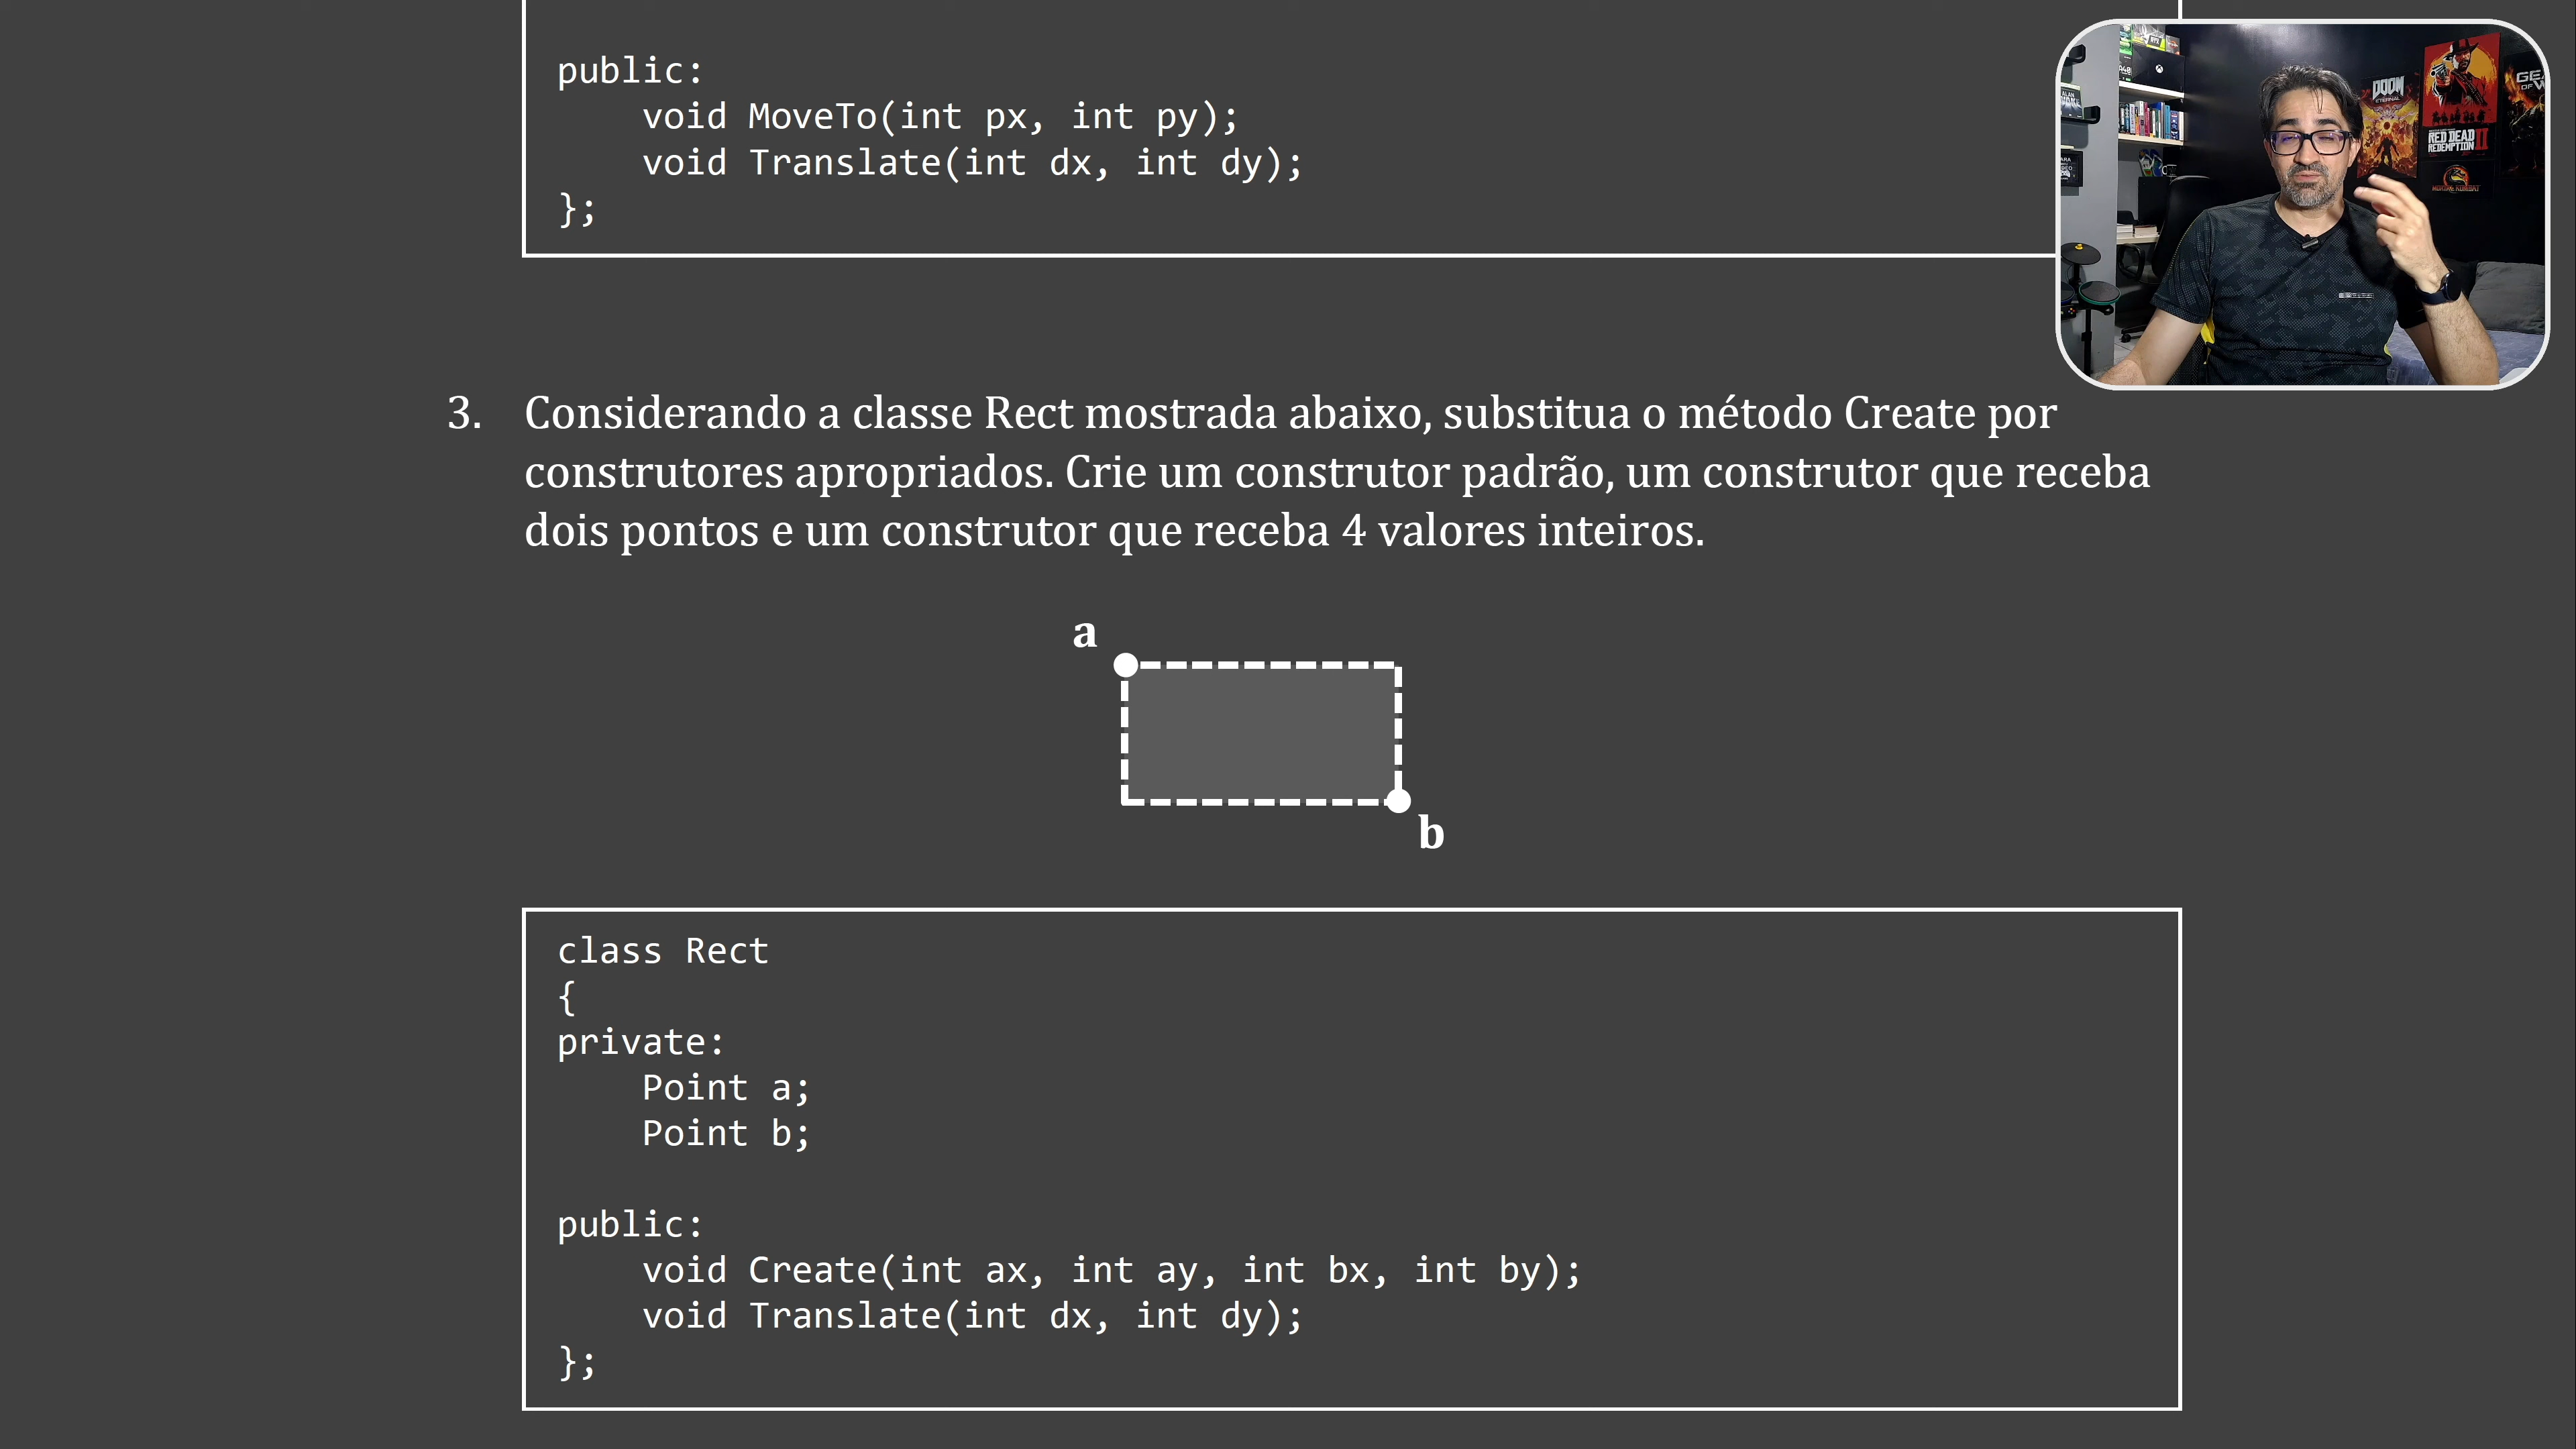 public:
    void MoveTo(int px, int py);
    void Translate(int dx, int dy);
};
DOOM
ETERNAL
RED DEAD
REDEMPTION II
MORTAL KOMBAT
3. Considerando a classe Rect mostrada abaixo, substitua o método Create por
construtores apropriados. Crie um construtor padrão, um construtor que receba
dois pontos e um construtor que receba 4 valores inteiros.
a
b
class Rect
{
private:
    Point a;
    Point b;
public:
    void Create(int ax, int ay, int bx, int by);
    void Translate(int dx, int dy);
};